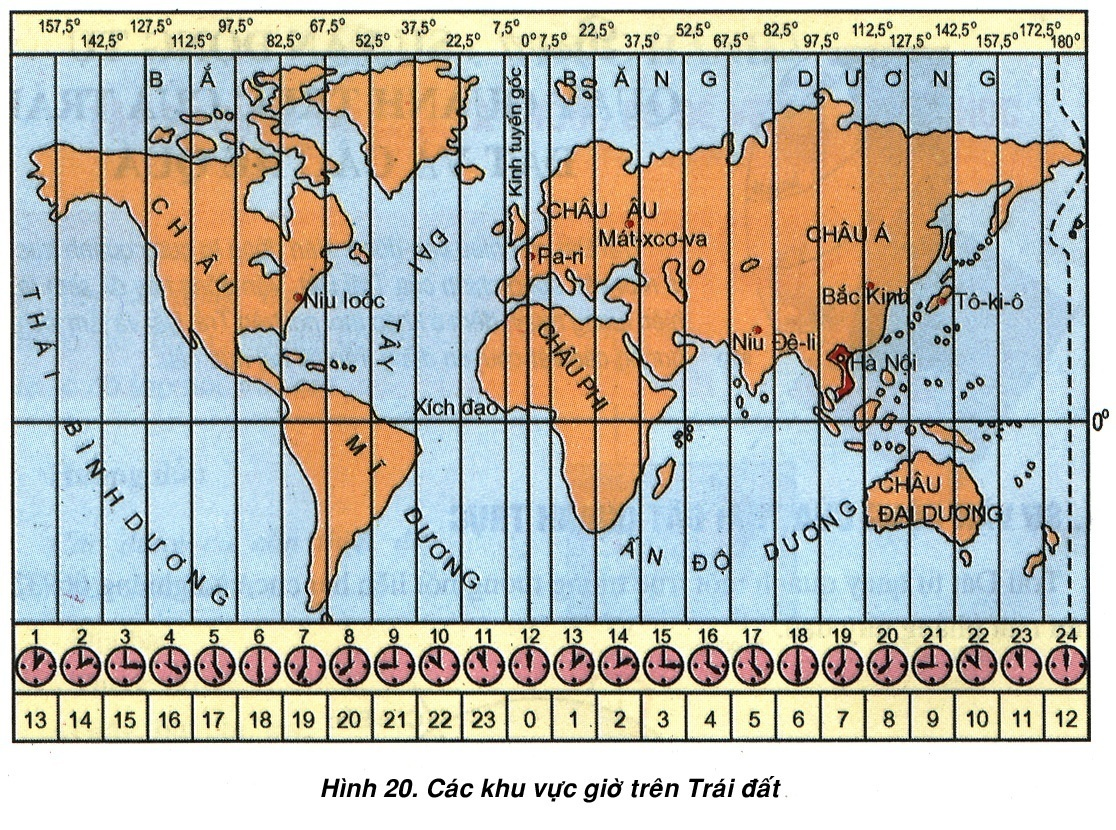 157,5° 127,5° 97,5° 67,5° 37,5° 7,5° 22,5° 52,5° 82,5° 112,5° 142,5° 172,5°
142,5° 112,5° 82,5° 52,5° 22,5° 0° 7,5° 37,5° 67,5° 97,5° 127,5° 157,5° 180°
BẮC BĂNG DƯƠNG
Kinh tuyến gốc
CHÂU
MĨ
ĐẠI
TÂY
DƯƠNG
CHÂU ÂU
Mát-xcơ-va
CHÂU Á
Pa-ri
Niu Ioóc
Bắc Kinh
Tô-ki-ô
THÁI
BÌNH DƯƠNG
CHÂU PHI
Niu Đê-li
Hà Nội
Xích đạo
0°
CHÂU
ĐẠI DƯƠNG
ẤN ĐỘ DƯƠNG
1 2 3 4 5 6 7 8 9 10 11 12 13 14 15 16 17 18 19 20 21 22 23 24
13 14 15 16 17 18 19 20 21 22 23 0 1 2 3 4 5 6 7 8 9 10 11 12
Hình 20. Các khu vực giờ trên Trái đất